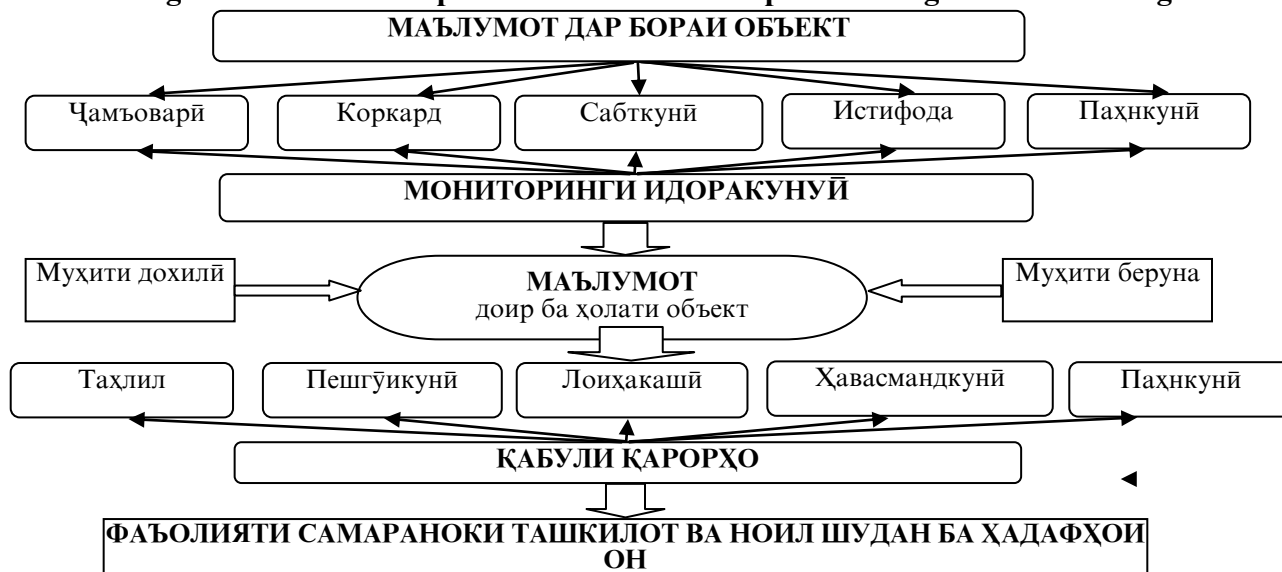 МАЪЛУМОТ ДАР БОРАИ ОБЪЕКТ
Ҷамъоварӣ
Коркард
Сабткунӣ
Истифода
Паҳнкунӣ
МОНИТОРИНГИ ИДОРАКУНУӢ
Муҳити дохилӣ
МАЪЛУМОТ
доир ба ҳолати объект
Муҳити беруна
Таҳлил
Пешгӯикунӣ
Лоиҳакашӣ
Ҳавасмандкунӣ
Паҳнкунӣ
ҚАБУЛИ ҚАРОРҲО
ФАЪОЛИЯТИ САМАРАНОКИ ТАШКИЛОТ ВА НОИЛ ШУДАН БА ҲАДАФҲОИ
ОН